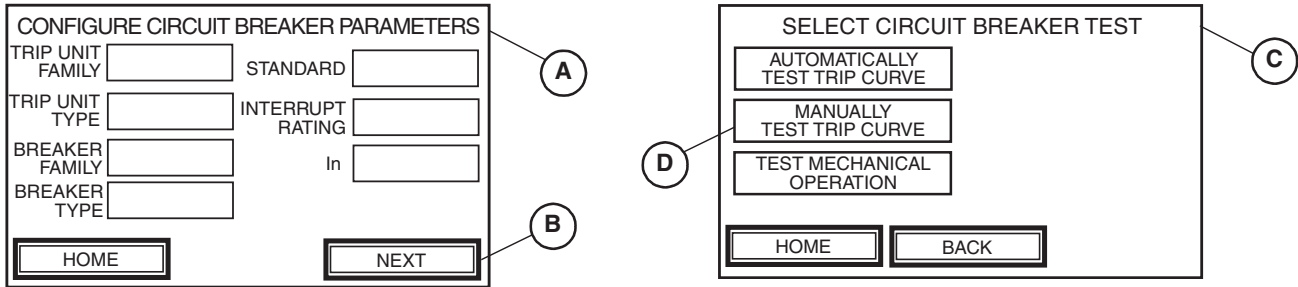 CONFIGURE CIRCUIT BREAKER PARAMETERS
TRIP UNIT
FAMILY
STANDARD
TRIP UNIT
TYPE
INTERRUPT
RATING
BREAKER
FAMILY
In
BREAKER
TYPE
HOME
NEXT
A
B
SELECT CIRCUIT BREAKER TEST
AUTOMATICALLY
TEST TRIP CURVE
MANUALLY
TEST TRIP CURVE
TEST MECHANICAL
OPERATION
HOME
BACK
C
D